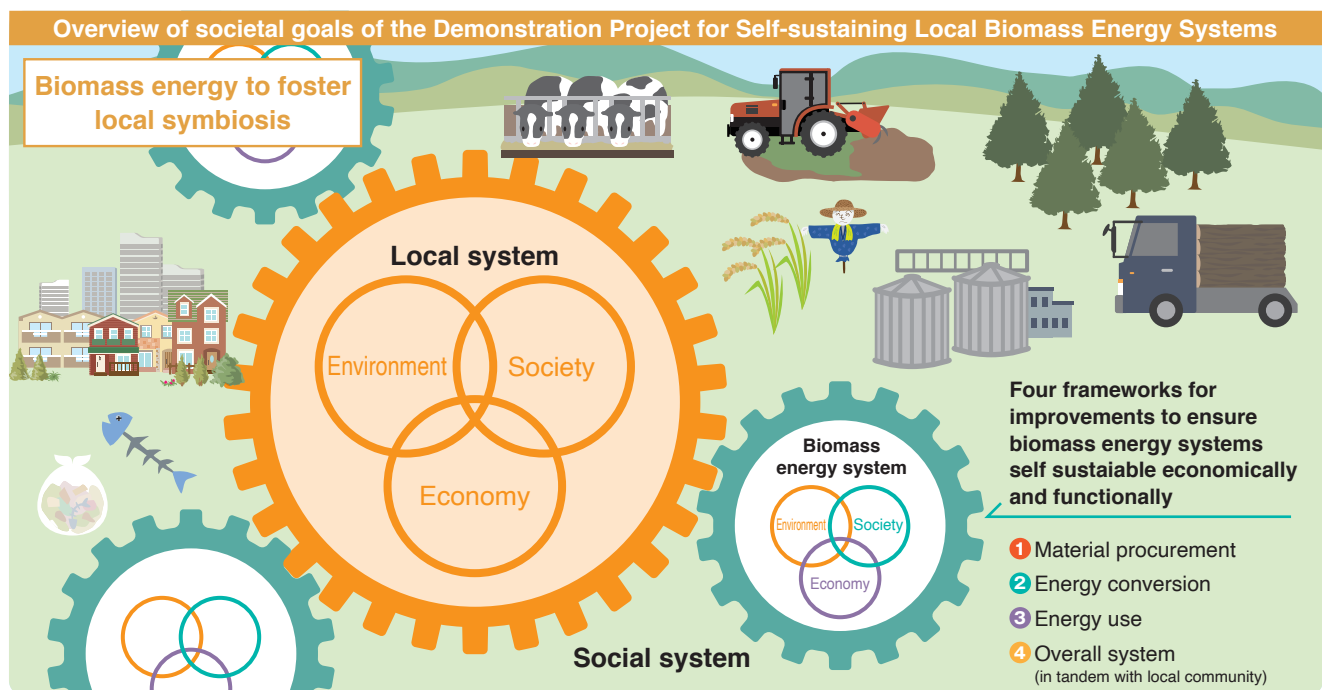 Overview of societal goals of the Demonstration Project for Self-sustaining Local Biomass Energy Systems
Biomass energy to foster
local symbiosis
Local system
Environment
Society
Economy
Biomass
energy system
Environment
Society
Economy
Four frameworks for
improvements to ensure
biomass energy systems
self sustaiable economically
and functionally
1 Material procurement
2 Energy conversion
3 Energy use
4 Overall system
(in tandem with local community)
Social system